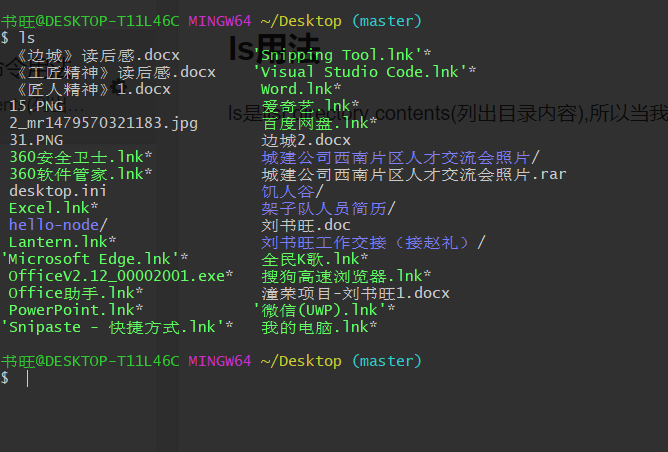 书旺@DESKTOP-T11L46C MINGW64 ~/Desktop (master)
$ ls
《边城》读后感.docx 'Snipping Tool.lnk'*
《工匠精神》读后感.docx 'Visual Studio Code.lnk'*
《匠人精神》1.docx Word.lnk*
15.PNG 爱奇艺.lnk*
2_mr1479570321183.jpg 百度网盘.lnk*
31.PNG 边城2.docx
360安全卫士.lnk* 城建公司西南片区人才交流会照片/
360软件管家.lnk* 城建公司西南片区人才交流会照片.rar
desktop.ini 饥人谷/
Excel.lnk* 架子队人员简历/
hello-node/ 刘书旺.doc
Lantern.lnk* 刘书旺工作交接（接赵礼）/
'Microsoft Edge.lnk'* 全民K歌.lnk*
OfficeV2.12_00002001.exe* 搜狗高速浏览器.lnk*
Office助手.lnk* 潼荣项目-刘书旺1.docx
PowerPoint.lnk* '微信(UWP).lnk'*
'Snipaste - 快捷方式.lnk'* 我的电脑.lnk*
书旺@DESKTOP-T11L46C MINGW64 ~/Desktop (master)
$
ls用法
directory contents(列出目录内容),所以当我